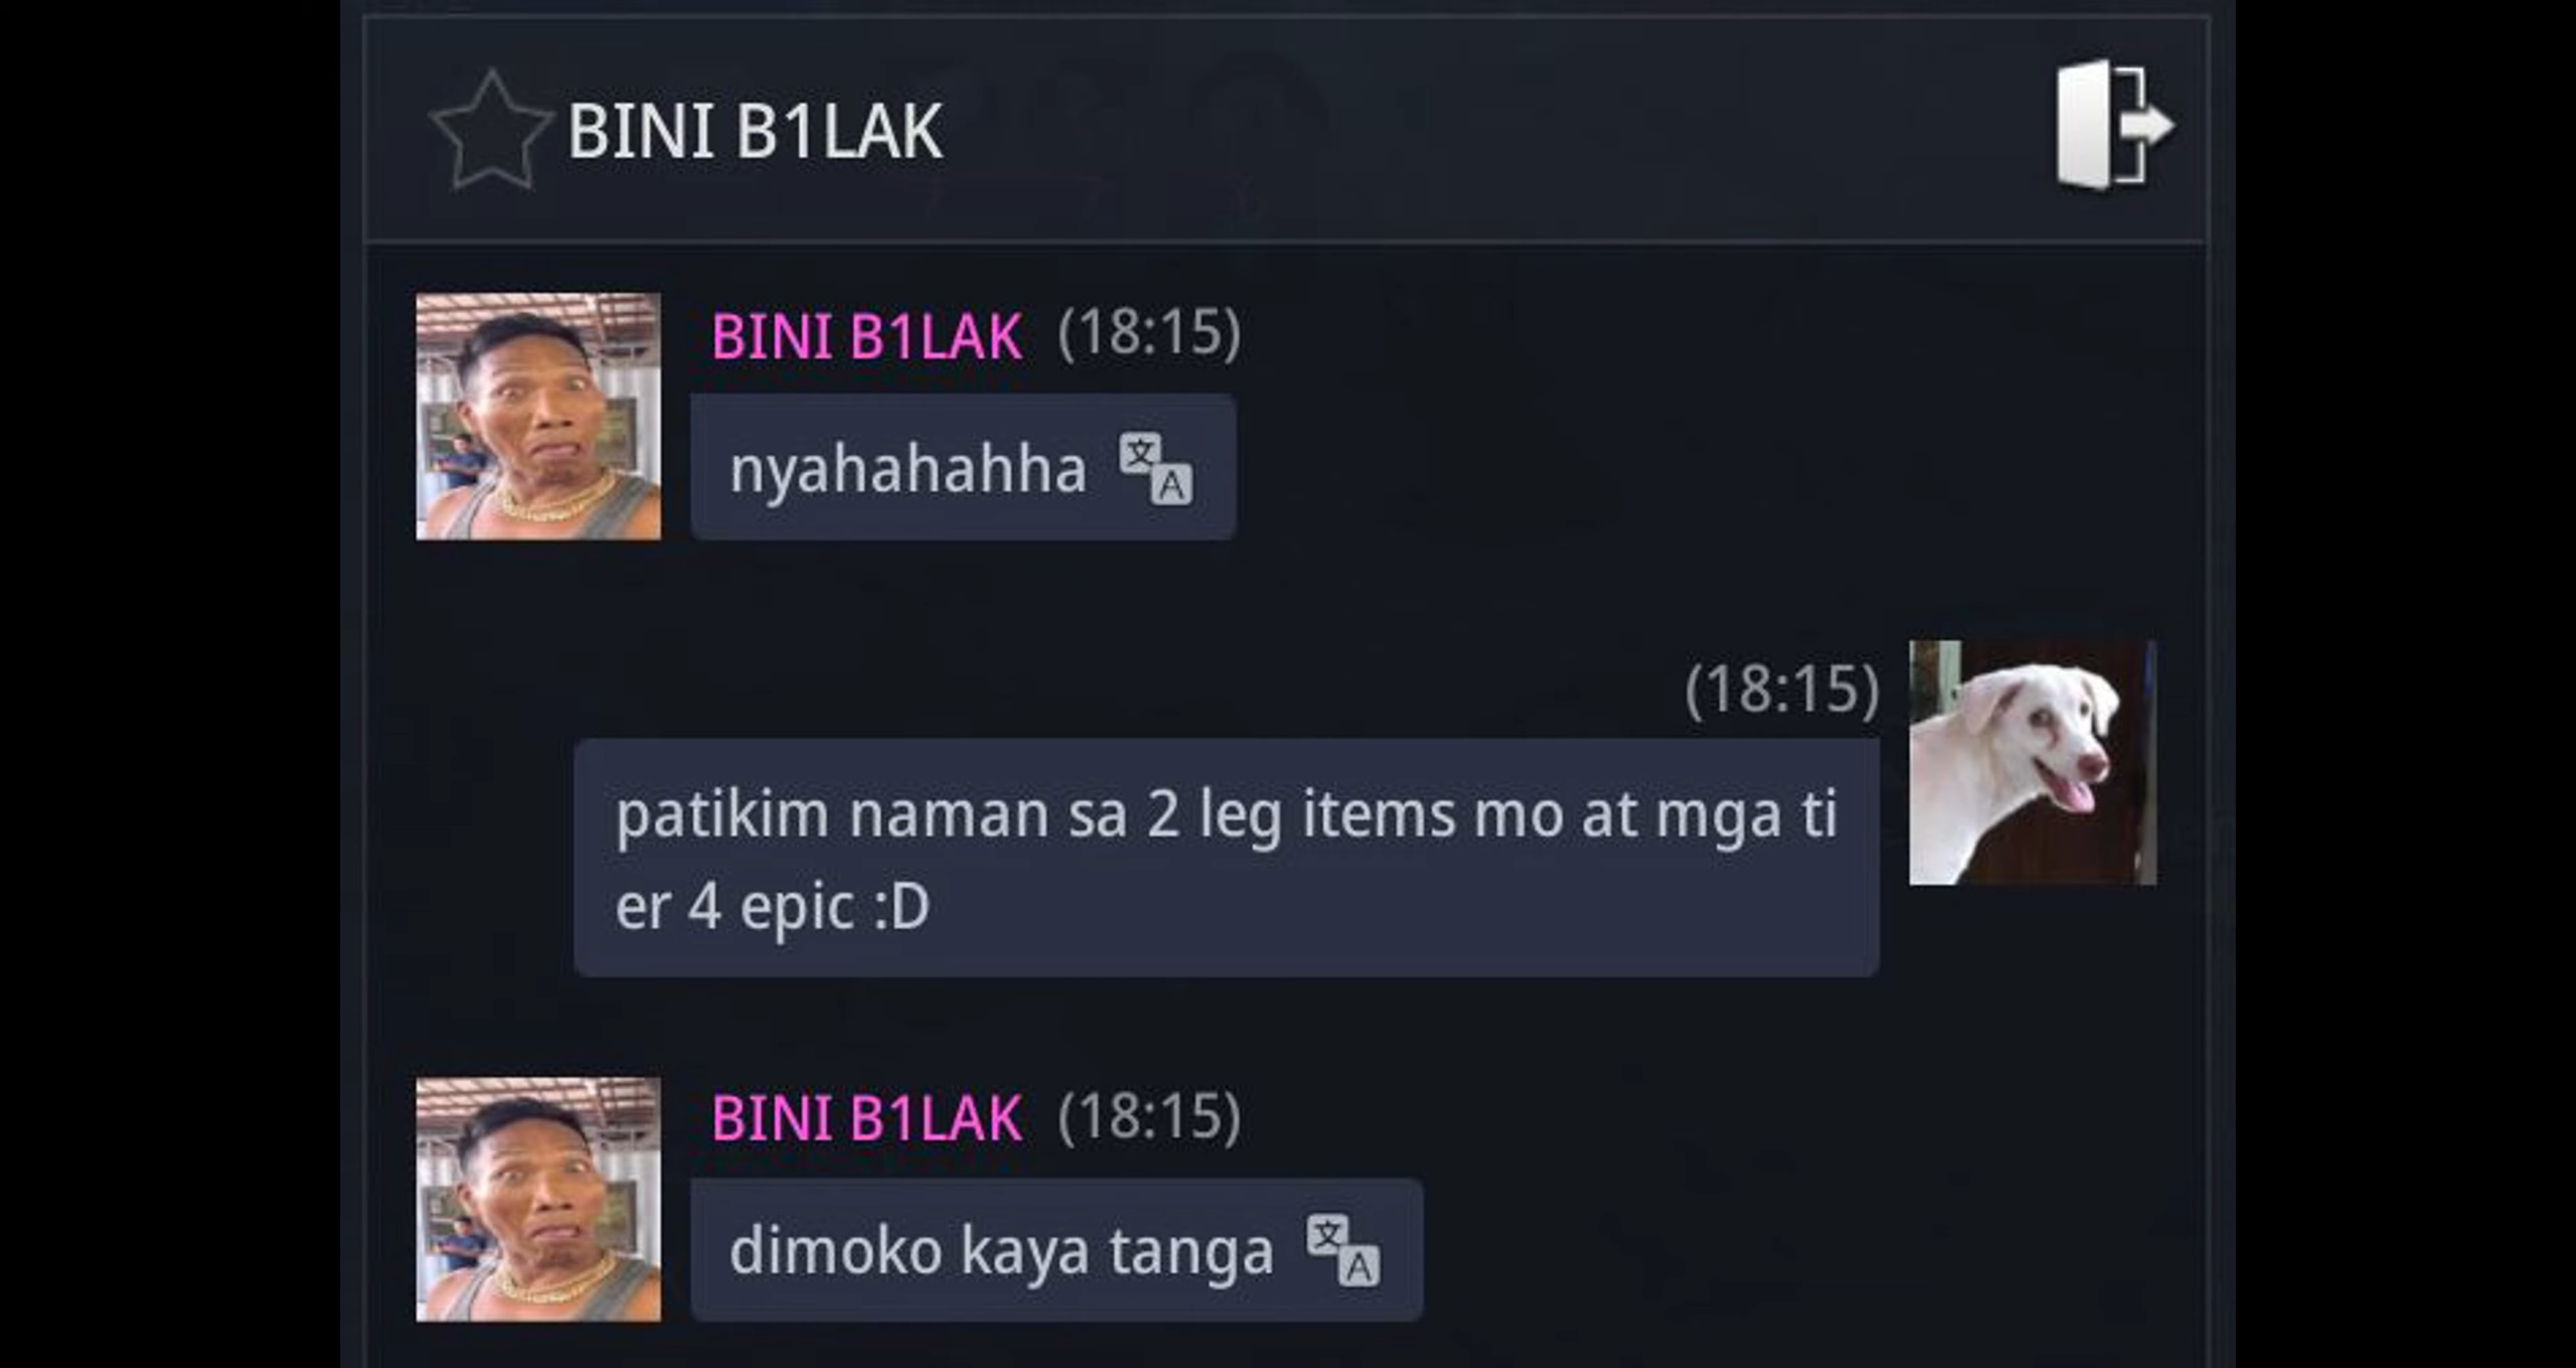 BINI B1LAK
BINI B1LAK (18:15)
nyahahahha
(18:15)
patikim naman sa 2 leg items mo at mga ti
er 4 epic :D
BINI B1LAK (18:15)
dimoko kaya tanga